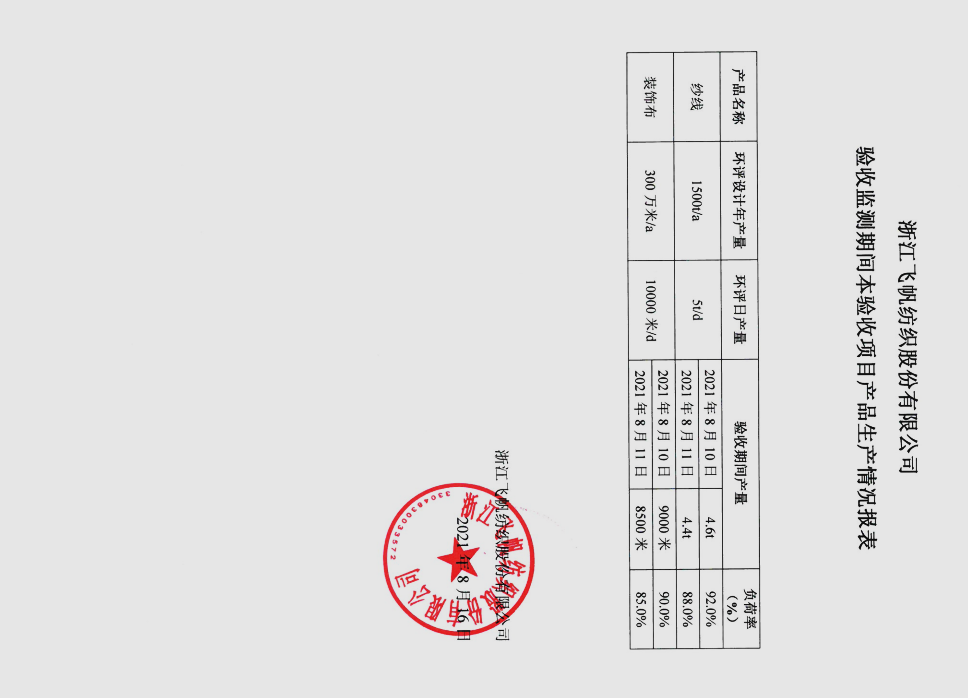 浙江飞帆纺织股份有限公司
验收监测期间本验收项目产品生产情况报表
产品名称 环评设计年产量 环评日产量 验收期间产量 负荷率（%）
纱线 1500t/a 5t/d 2021 年 8 月 10 日 4.6t 92.0%
2021 年 8 月 11 日 4.4t 88.0%
装饰布 300 万米/a 10000 米/d 2021 年 8 月 10 日 9000 米 90.0%
2021 年 8 月 11 日 8500 米 85.0%
浙江飞帆纺织股份有限公司
2021 年 8 月 16 日
浙江飞帆纺织股份有限公司